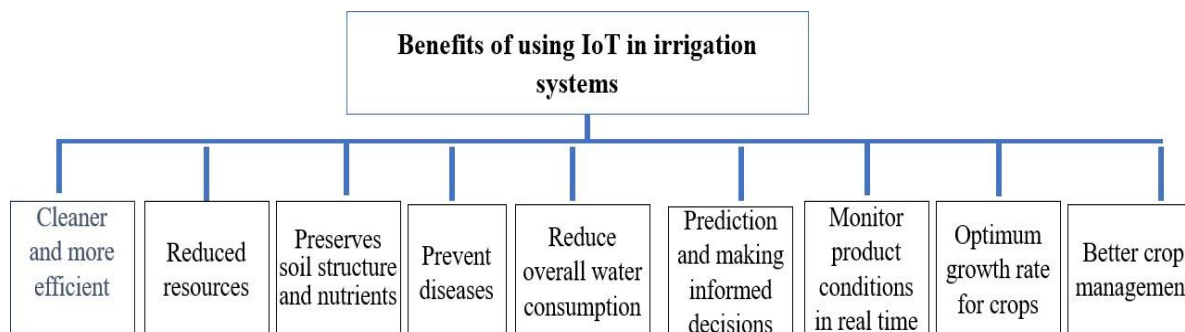 Benefits of using IoT in irrigation
systems
Cleaner
and more
efficient
Reduced
resources
Preserves
soil structure
and nutrients
Prevent
diseases
Reduce
overall water
consumption
Prediction
and making
informed
decisions
Monitor
product
conditions
in real time
Optimum
growth rate
for crops
Better crop
management